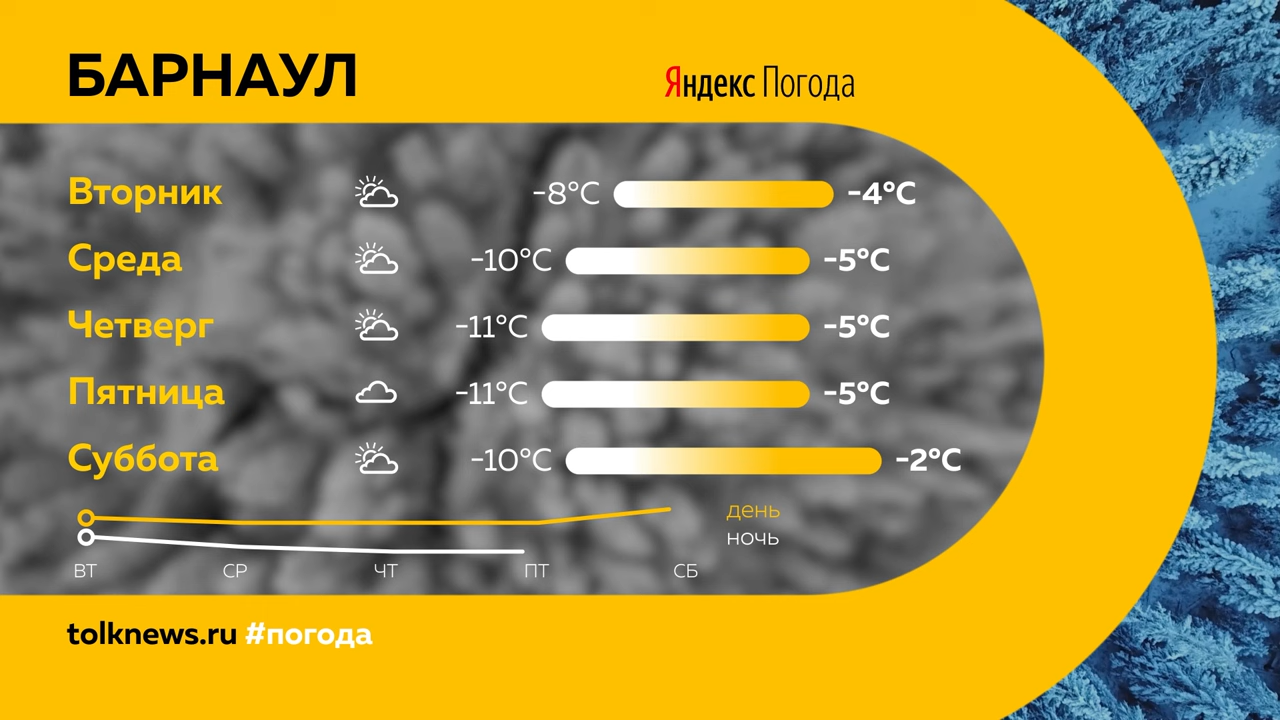 БАРНАУЛ
Яндекс Погода
Вторник -8°C -4°C
Среда -10°C -5°C
Четверг -11°C -5°C
Пятница -11°C -5°C
Суббота -10°C -2°C
день
ночь
ВТ СР ЧТ ПТ СБ
tolknews.ru #погода